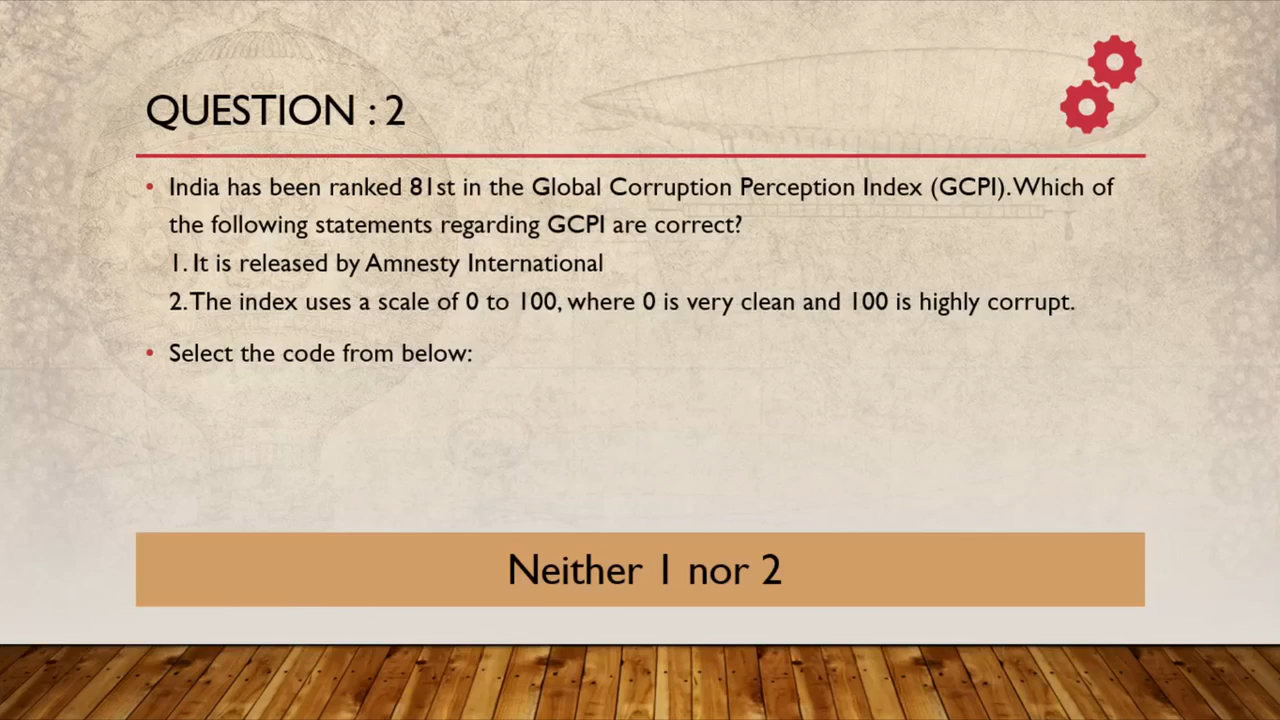 QUESTION : 2
• India has been ranked 81st in the Global Corruption Perception Index (GCPI). Which of
the following statements regarding GCPI are correct?
1. It is released by Amnesty International
2. The index uses a scale of 0 to 100, where 0 is very clean and 100 is highly corrupt.
• Select the code from below:
Neither 1 nor 2